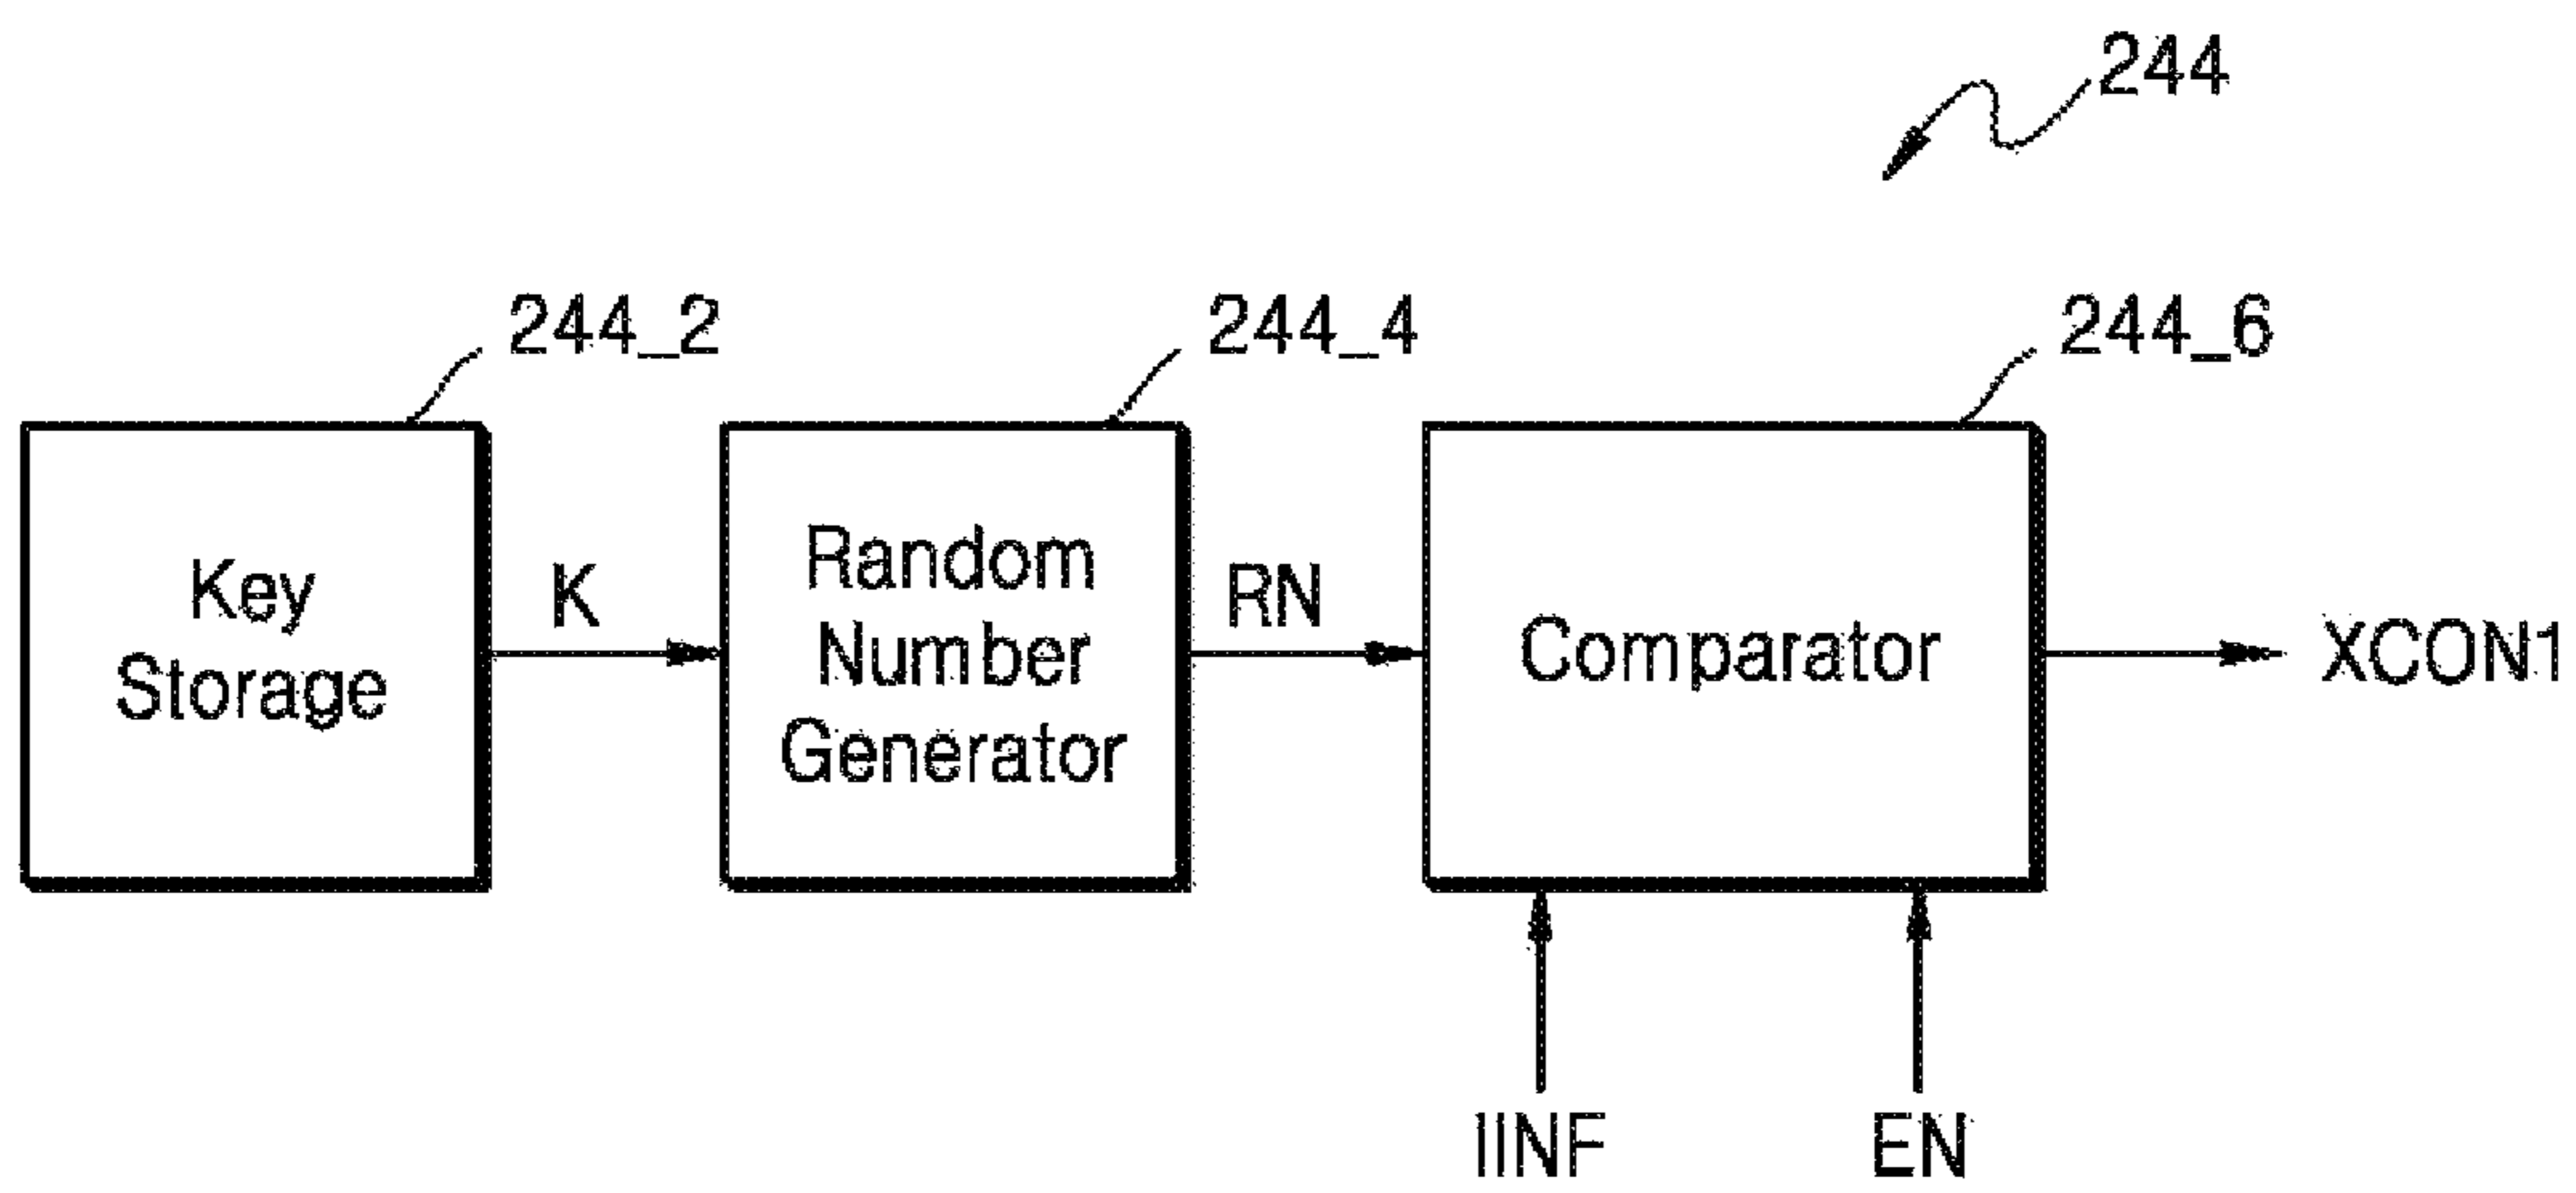 244
244_2
244_4
244_6
Key
Storage
K
Random
Number
Generator
RN
Comparator
XCON1
IINF
EN